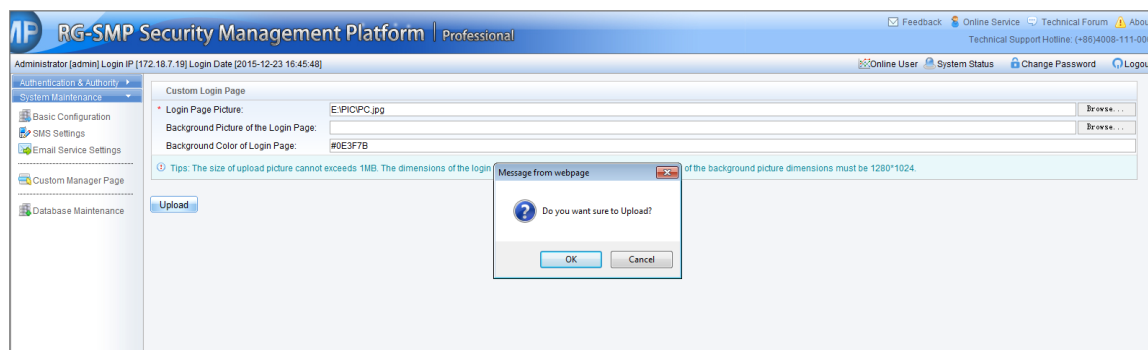 MP RG-SMP Security Management Platform | Professional
Feedback Online Service Technical Forum
Technical Support Hotline: (+86)4008-111-00
Administrator [admin] Login IP [172.18.7.19] Login Date [2015-12-23 16:45:48]
Online User System Status Change Password
Authentication & Authority
System Maintenance
Basic Configuration
SMS Settings
Email Service Settings
Custom Manager Page
Database Maintenance
Custom Login Page
* Login Page Picture: E:\PIC\PC.jpg Browse...
Background Picture of the Login Page: Browse...
Background Color of Login Page: #0E3F7B
Tips: The size of upload picture cannot exceeds 1MB. The dimensions of the login of the background picture dimensions must be 1280*1024.
Upload
Message from webpage
Do you want sure to Upload?
OK Cancel